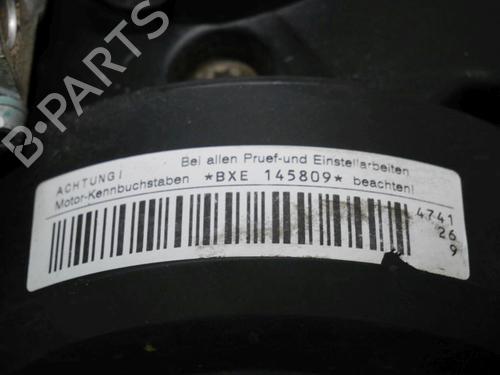 B-PARTS
ACHTUNG! Bei allen Pruef-und Einstellarbeiten
Motor-Kennbuchstaben *BXE 145809* beachten!
4741
26
9